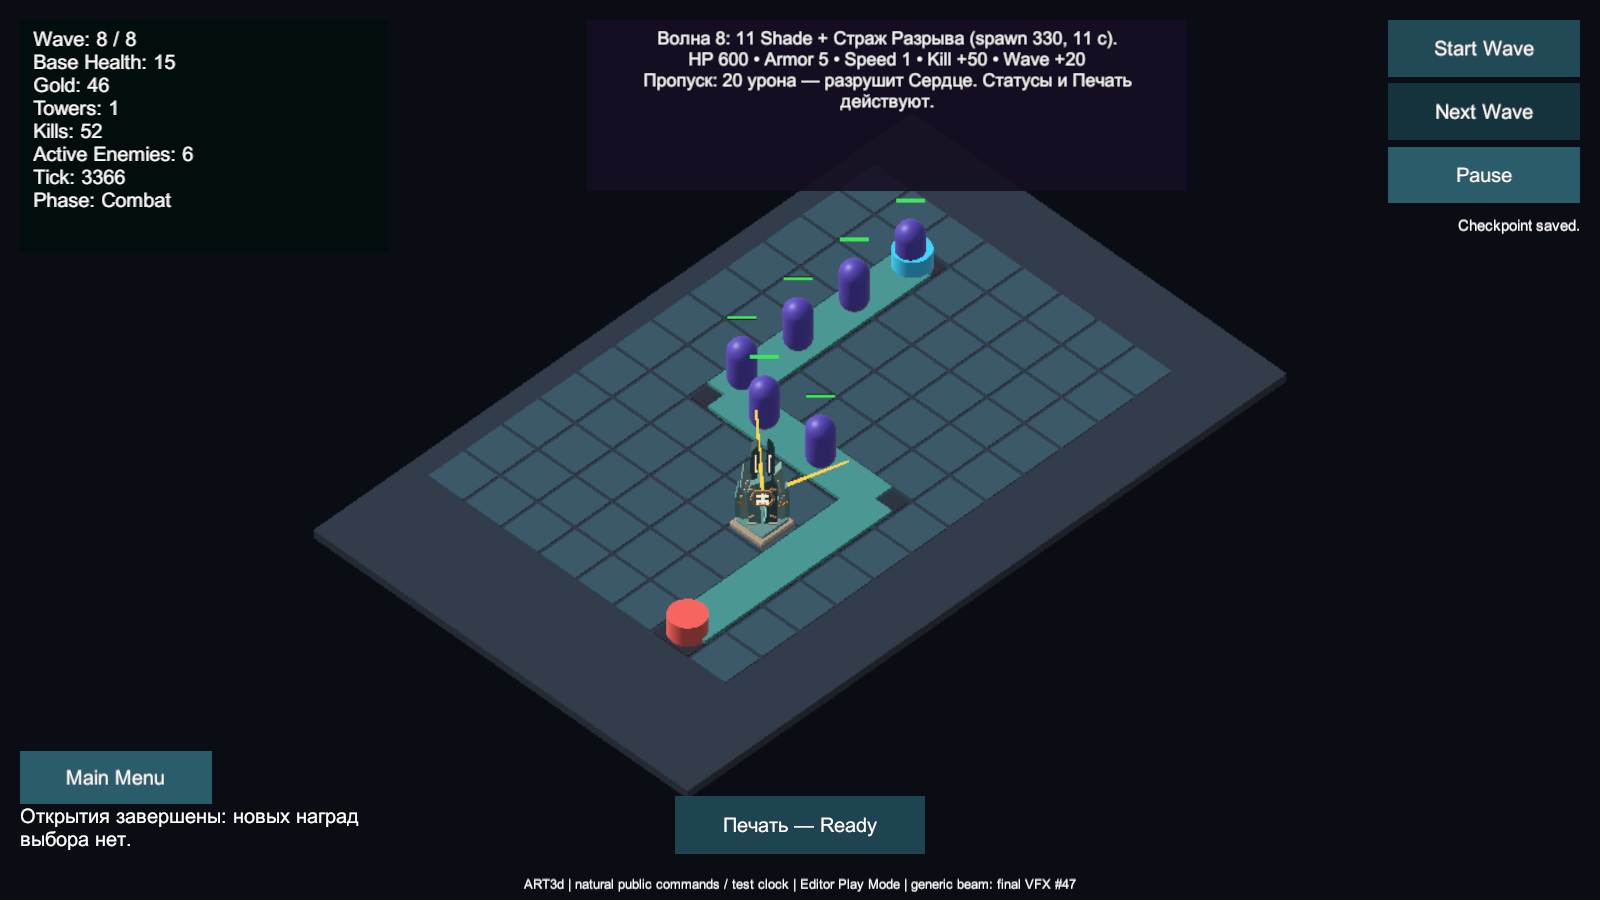 Wave: 8 / 8
Base Health: 15
Gold: 46
Towers: 1
Kills: 52
Active Enemies: 6
Tick: 3366
Phase: Combat
Волна 8: 11 Shade + Страж Разрыва (spawn 330, 11 с).
HP 600 • Armor 5 • Speed 1 • Kill +50 • Wave +20
Пропуск: 20 урона — разрушит Сердце. Статусы и Печать
действуют.
Start Wave
Next Wave
Pause
Checkpoint saved.
Main Menu
Открытия завершены: новых наград
выбора нет.
Печать — Ready
ART3d | natural public commands / test clock | Editor Play Mode | generic beam: final VFX #47